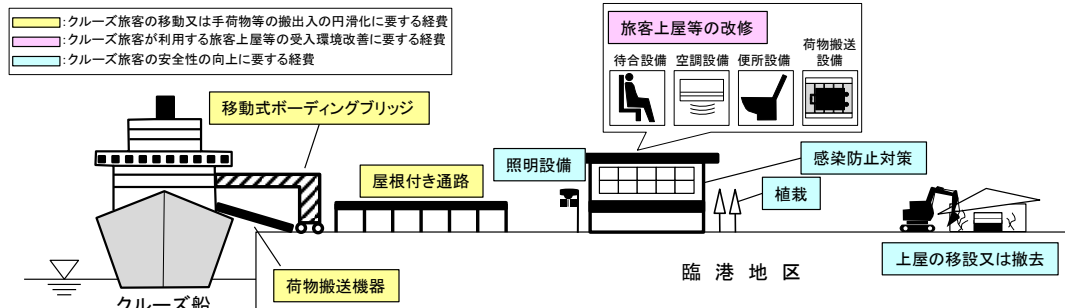 ：クルーズ旅客の移動又は手荷物等の搬出入の円滑化に要する経費
：クルーズ旅客が利用する旅客上屋等の受入環境改善に要する経費
：クルーズ旅客の安全性の向上に要する経費
旅客上屋等の改修
待合設備
空調設備
便所設備
荷物搬送
設備
移動式ボーディングブリッジ
屋根付き通路
照明設備
感染防止対策
植栽
荷物搬送機器
臨港地区
上屋の移設又は撤去
クルーズ船